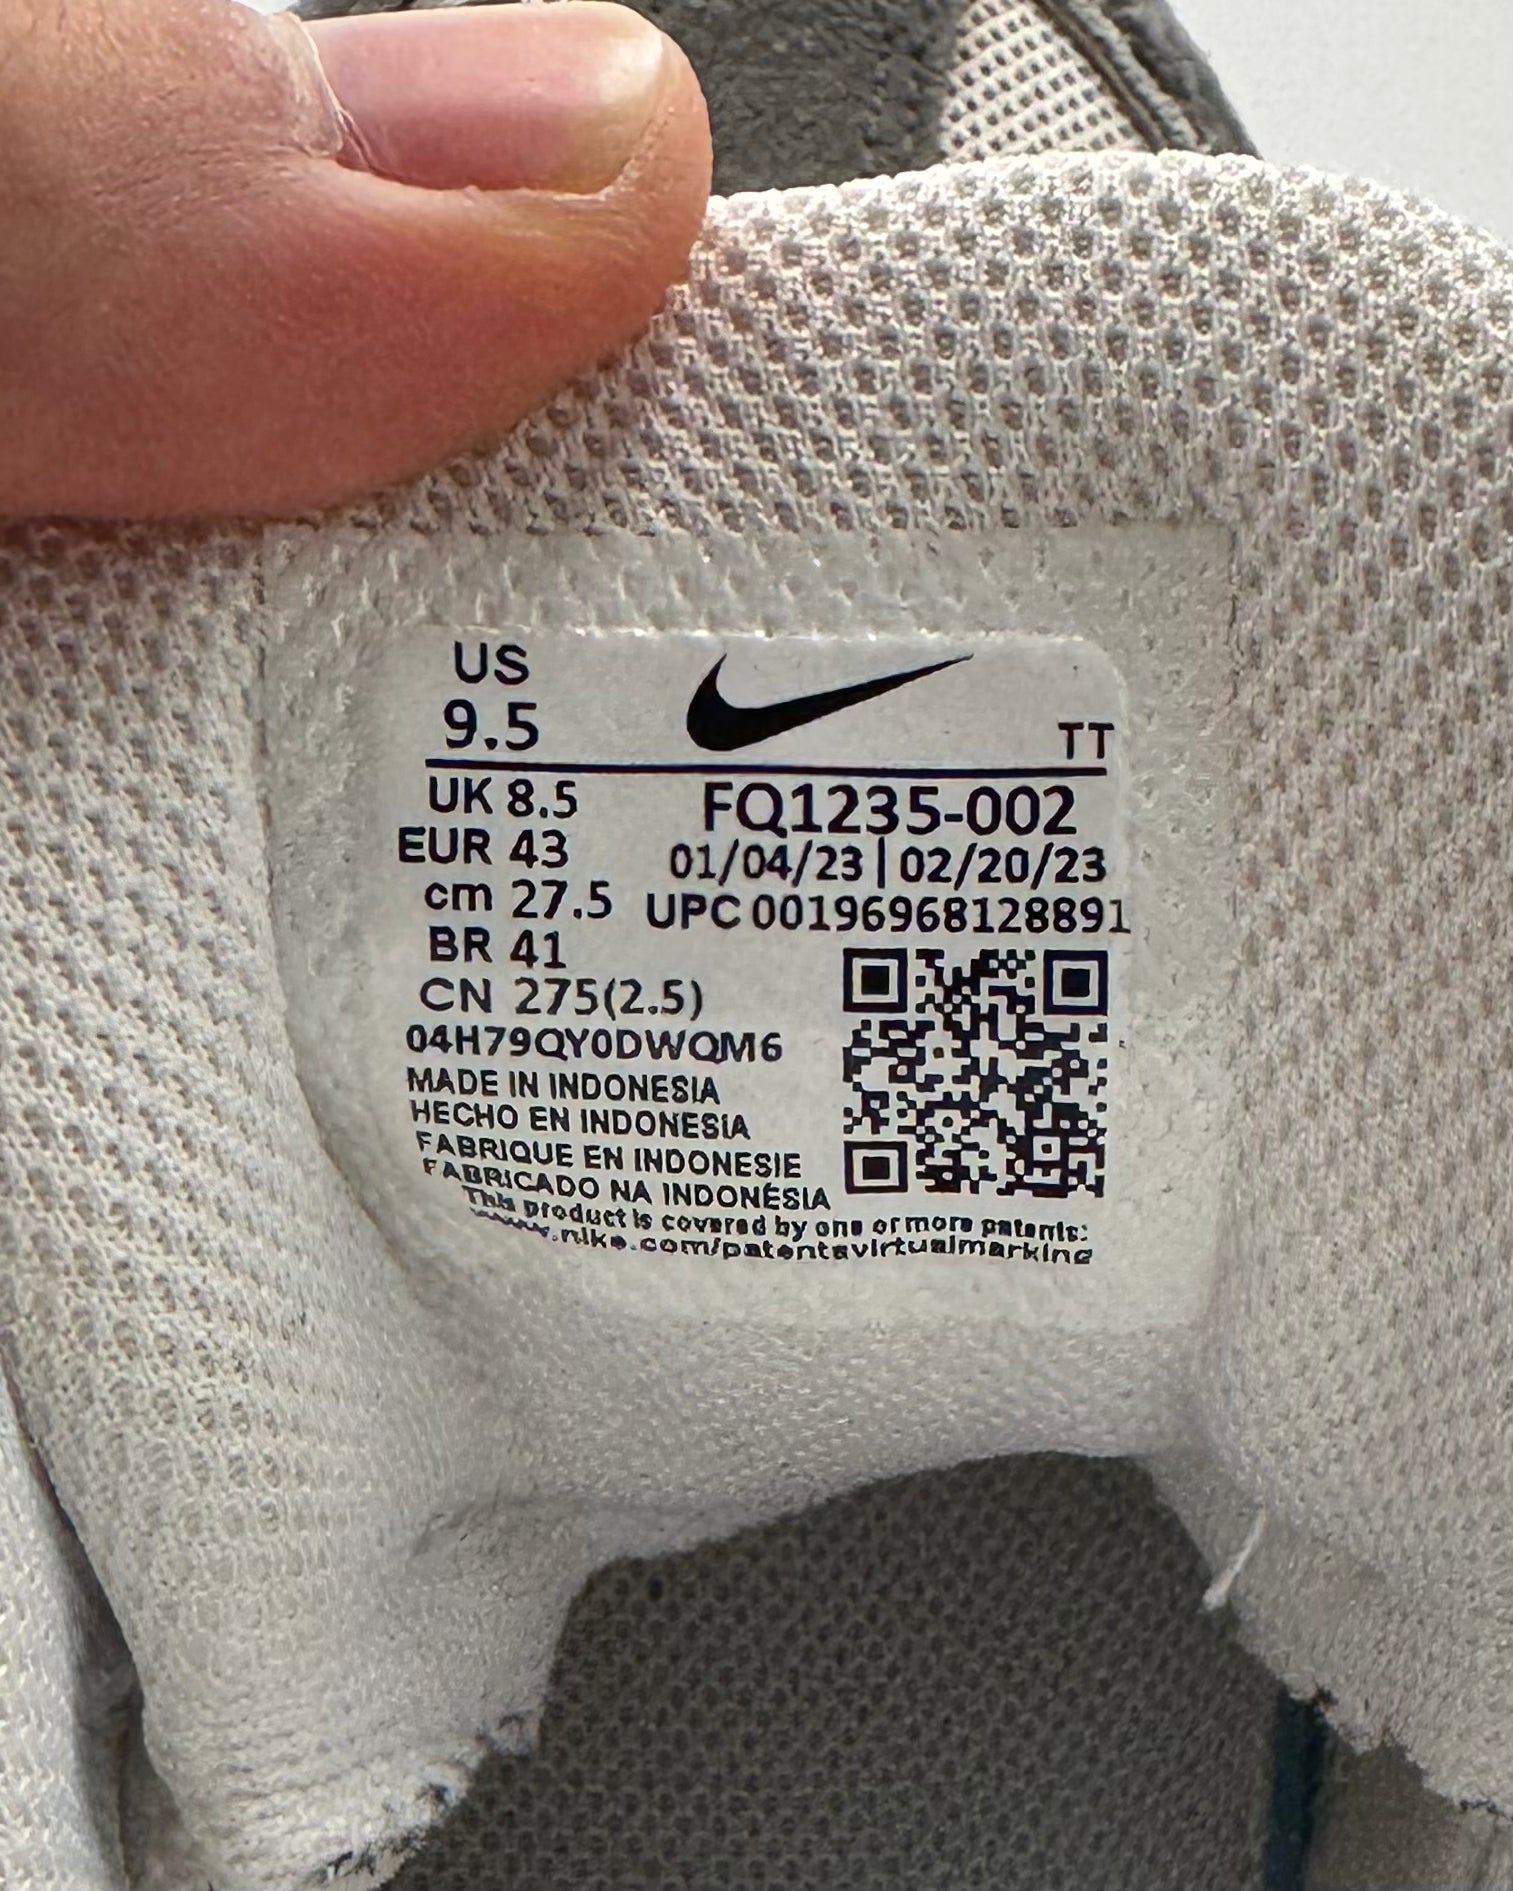 US
9.5
TT
UK 8.5
EUR 43
cm 27.5
BR 41
CN 275(2.5)
FQ1235-002
01/04/23 | 02/20/23
UPC 00196968128891
04H79QY0DWQM6
MADE IN INDONESIA
HECHO EN INDONESIA
FABRIQUE EN INDONESIE
FABRICADO NA INDONÉSIA
This product is covered by one or more patents:
www.nike.com/patentsvirtualmarking